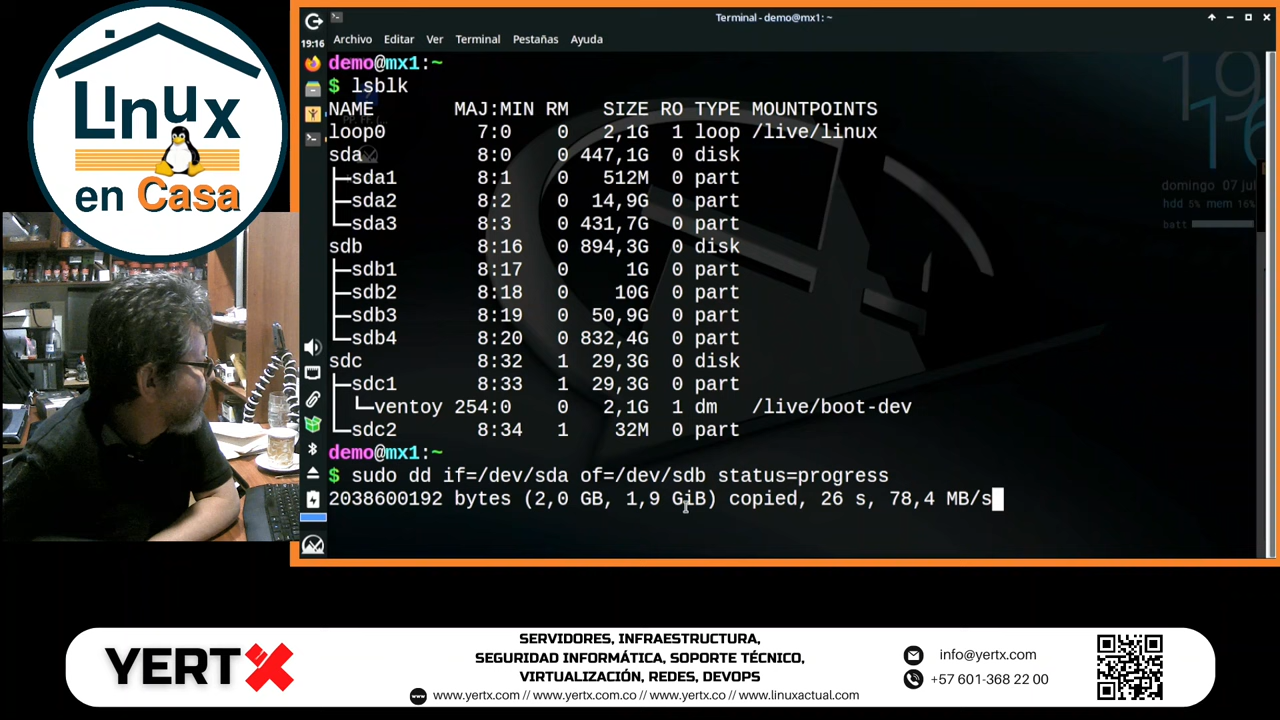 Linux
en Casa
Terminal - demo@mx1: ~
19:16
Archivo Editar Ver Terminal Pestañas Ayuda
demo@mx1:~
$ lsblk
NAME MAJ:MIN RM SIZE RO TYPE MOUNTPOINTS
loop0 7:0 0 2,1G 1 loop /live/linux
sda 8:0 0 447,1G 0 disk
├─sda1 8:1 0 512M 0 part
├─sda2 8:2 0 14,9G 0 part
└─sda3 8:3 0 431,7G 0 part
sdb 8:16 0 894,3G 0 disk
├─sdb1 8:17 0 1G 0 part
├─sdb2 8:18 0 10G 0 part
├─sdb3 8:19 0 50,9G 0 part
└─sdb4 8:20 0 832,4G 0 part
sdc 8:32 1 29,3G 0 disk
├─sdc1 8:33 1 29,3G 0 part
│ └─ventoy 254:0 0 2,1G 1 dm /live/boot-dev
└─sdc2 8:34 1 32M 0 part
demo@mx1:~
$ sudo dd if=/dev/sda of=/dev/sdb status=progress
2038600192 bytes (2,0 GB, 1,9 GiB) copied, 26 s, 78,4 MB/s
19
16
domingo 07 jul
hdd 5% mem 16%
batt
YERTX
SERVIDORES, INFRAESTRUCTURA,
SEGURIDAD INFORMÁTICA, SOPORTE TÉCNICO,
VIRTUALIZACIÓN, REDES, DEVOPS
www.yertx.com // www.yertx.com.co // www.yertx.co // www.linuxactual.com
info@yertx.com
+57 601-368 22 00